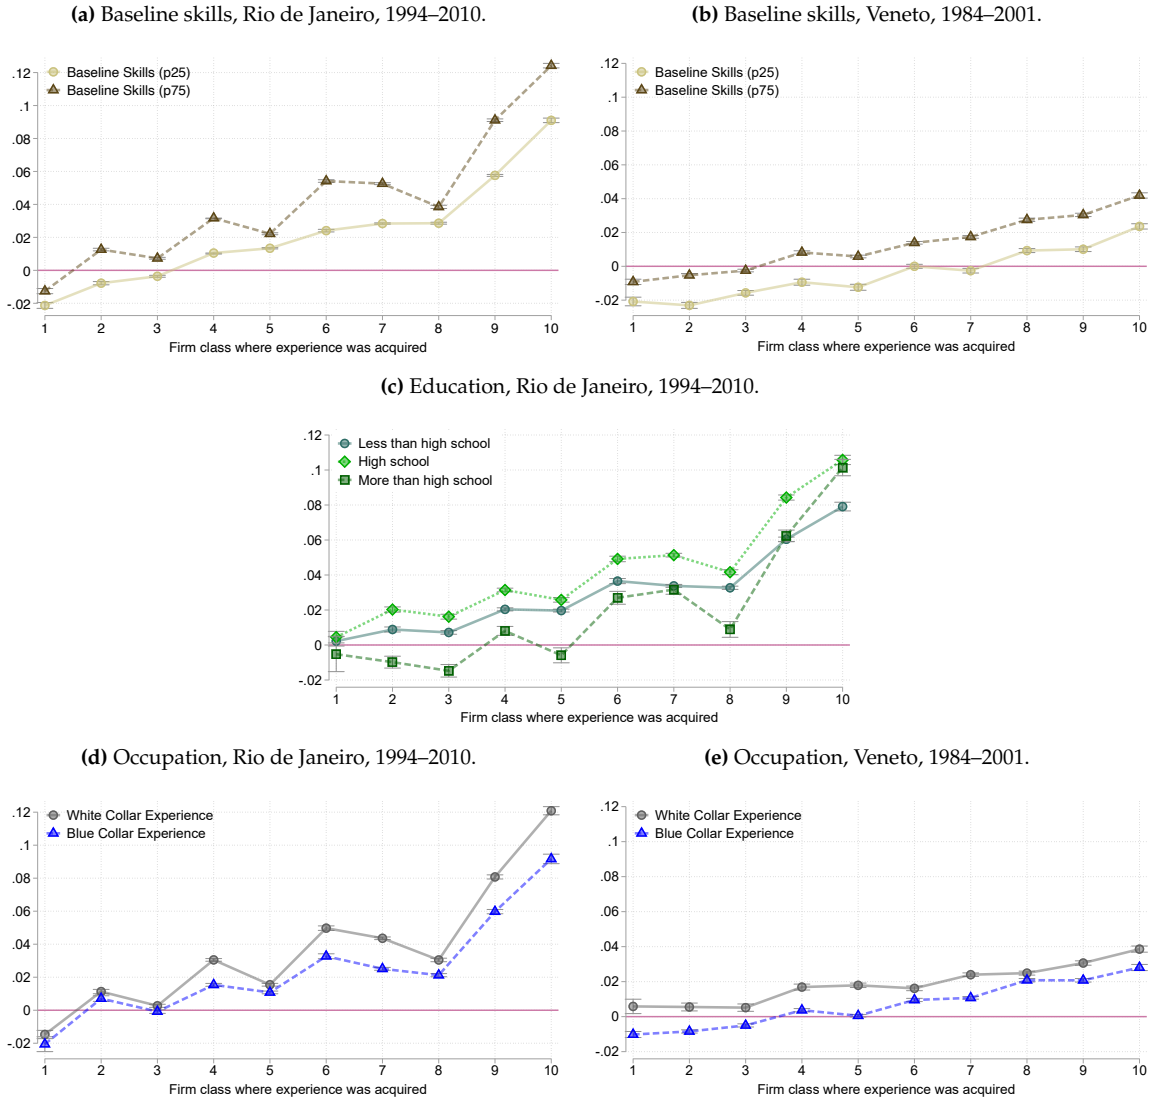 (a) Baseline skills, Rio de Janeiro, 1994–2010.
.12
.1
.08
.06
.04
.02
0
-.02
Baseline Skills (p25)
Baseline Skills (p75)
1 2 3 4 5 6 7 8 9 10
Firm class where experience was acquired
(b) Baseline skills, Veneto, 1984–2001.
.12
.1
.08
.06
.04
.02
0
-.02
Baseline Skills (p25)
Baseline Skills (p75)
1 2 3 4 5 6 7 8 9 10
Firm class where experience was acquired
(c) Education, Rio de Janeiro, 1994–2010.
.12
.1
.08
.06
.04
.02
0
-.02
Less than high school
High school
More than high school
1 2 3 4 5 6 7 8 9 10
Firm class where experience was acquired
(d) Occupation, Rio de Janeiro, 1994–2010.
.12
.1
.08
.06
.04
.02
0
-.02
White Collar Experience
Blue Collar Experience
1 2 3 4 5 6 7 8 9 10
Firm class where experience was acquired
(e) Occupation, Veneto, 1984–2001.
.12
.1
.08
.06
.04
.02
0
-.02
White Collar Experience
Blue Collar Experience
1 2 3 4 5 6 7 8 9 10
Firm class where experience was acquired